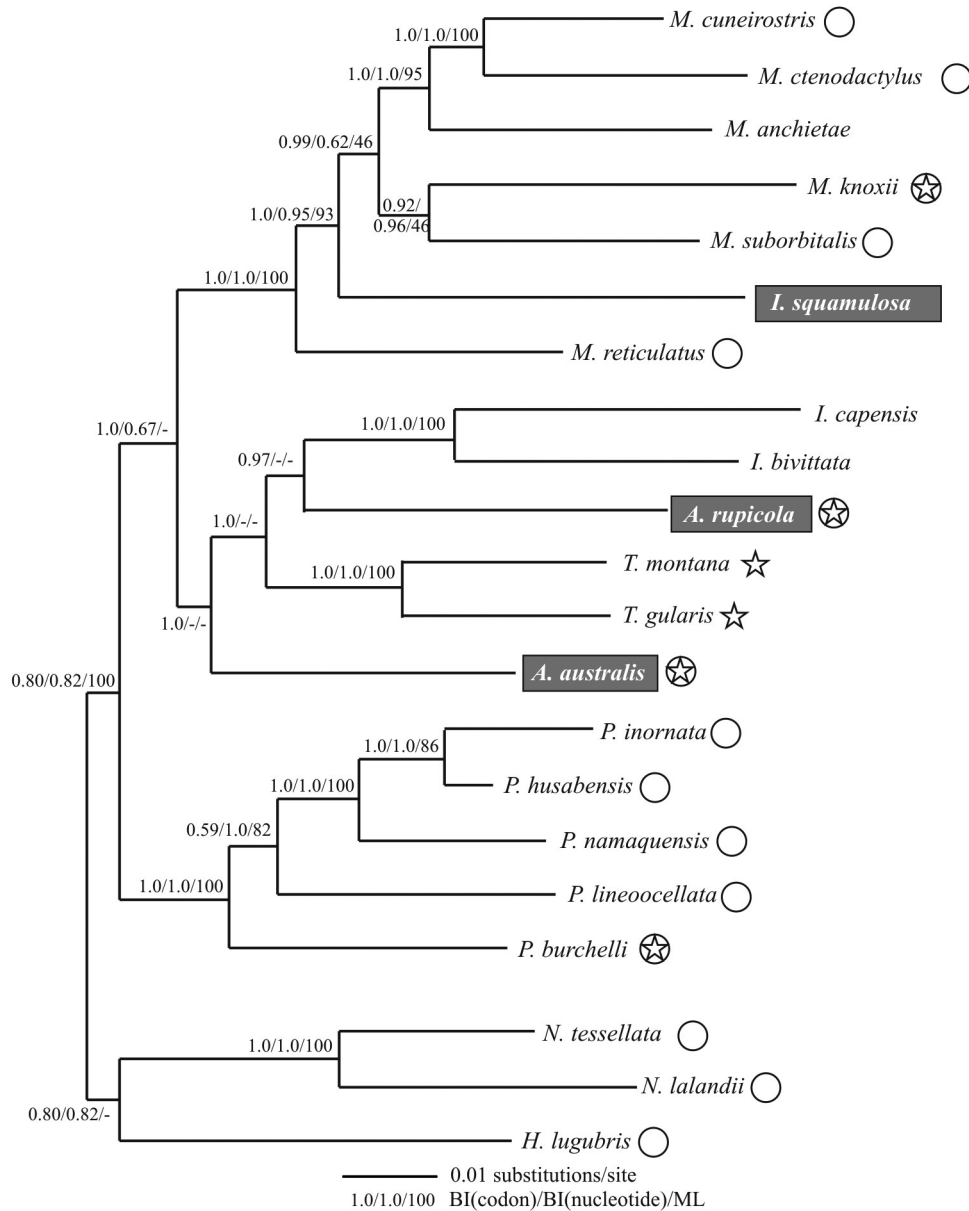 M. cuneirostris
1.0/1.0/100
M. ctenodactylus
1.0/1.0/95
M. anchietae
0.99/0.62/46
M. knoxii
0.92/
0.96/46
1.0/0.95/93
M. suborbitalis
1.0/1.0/100
I. squamulosa
M. reticulatus
I. capensis
1.0/1.0/100
1.0/0.67/-
I. bivittata
0.97/-/-
A. rupicola
1.0/-/-
T. montana
1.0/1.0/100
T. gularis
1.0/-/-
A. australis
0.80/0.82/100
P. inornata
1.0/1.0/86
P. husabensis
1.0/1.0/100
0.59/1.0/82
P. namaquensis
1.0/1.0/100
P. lineoocellata
P. burchelli
N. tessellata
1.0/1.0/100
N. lalandii
0.80/0.82/-
H. lugubris
0.01 substitutions/site
1.0/1.0/100 BI(codon)/BI(nucleotide)/ML